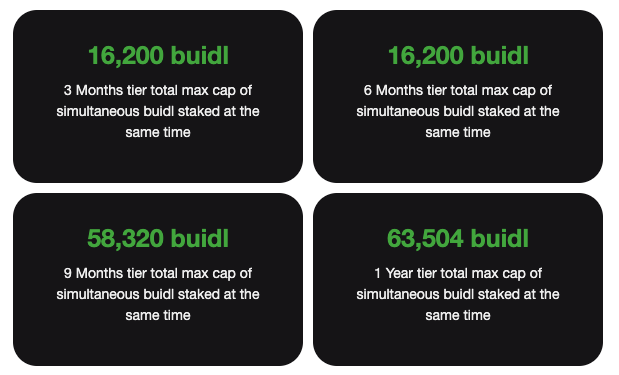 16,200 buidl
3 Months tier total max cap of
simultaneous buidl staked at the
same time
16,200 buidl
6 Months tier total max cap of
simultaneous buidl staked at the
same time
58,320 buidl
9 Months tier total max cap of
simultaneous buidl staked at the
same time
63,504 buidl
1 Year tier total max cap of
simultaneous buidl staked at the
same time